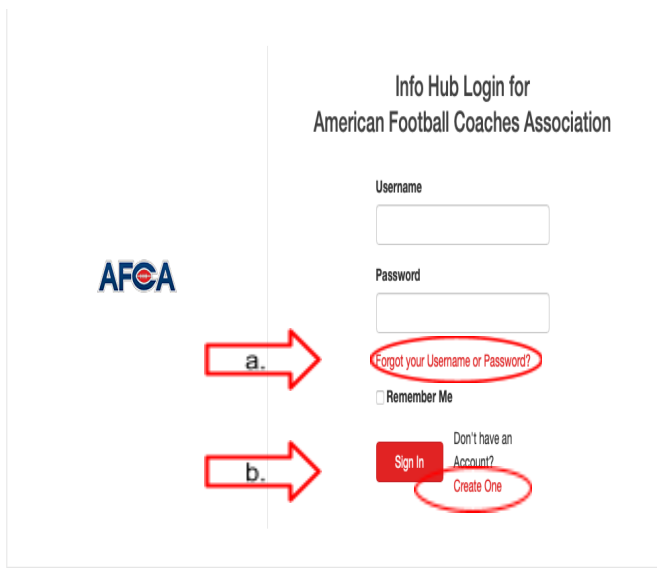 Info Hub Login for
American Football Coaches Association
Username
AFCA
Password
a.
Forgot your Username or Password?
Remember Me
b.
Sign In
Don't have an
Account?
Create One